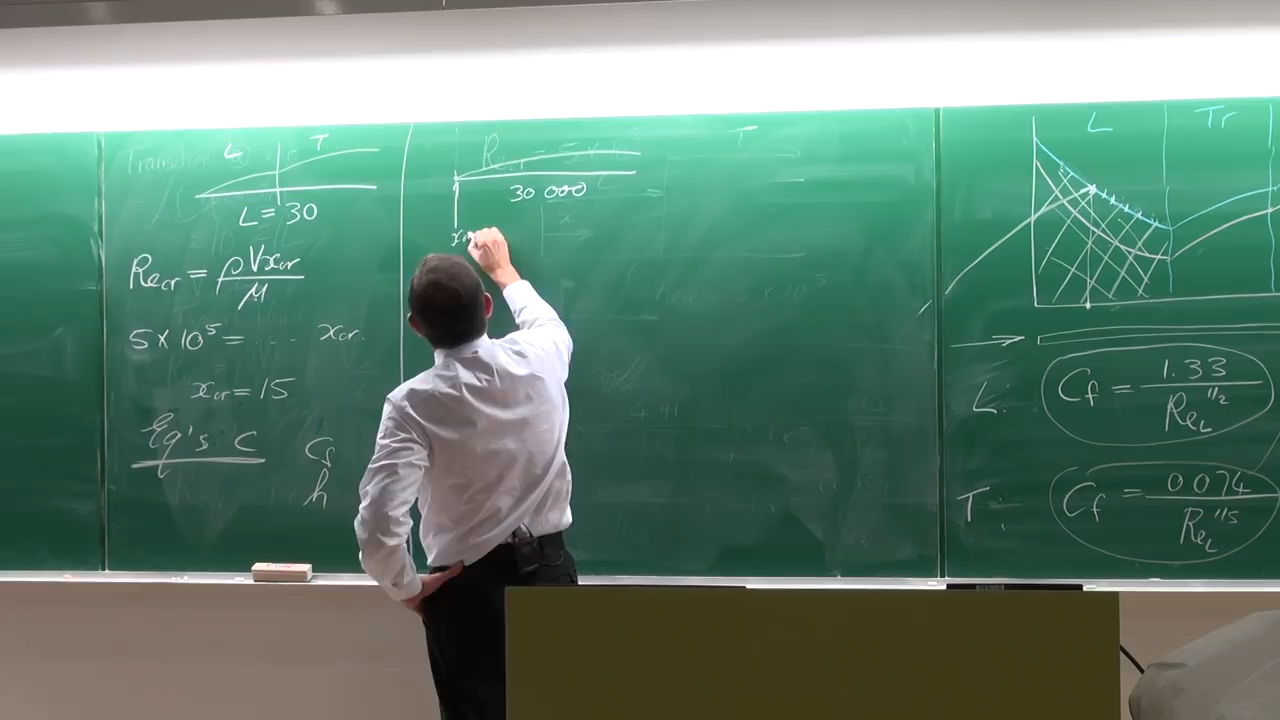 L T
L = 30
Re_cr = ρVx_cr / μ
5 × 10^5 = .... x_cr.
x_cr = 15
Eq's C Cf
h
T
30 000
L Tr
L: Cf = 1.33 / Re_L^1/2
T: Cf = 0.074 / Re_L^1/5